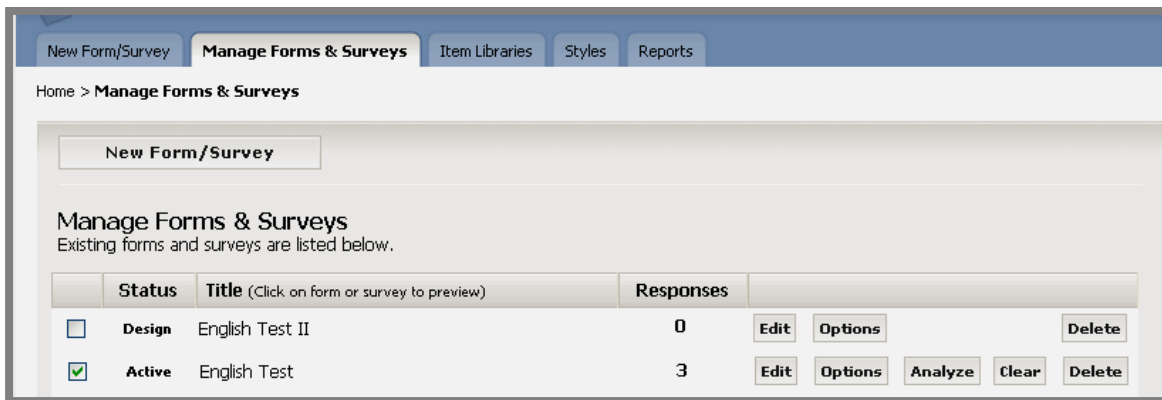 New Form/Survey Manage Forms & Surveys Item Libraries Styles Reports
Home > Manage Forms & Surveys
New Form/Survey
Manage Forms & Surveys
Existing forms and surveys are listed below.
Status Title (Click on form or survey to preview) Responses
Design English Test II 0 Edit Options Delete
Active English Test 3 Edit Options Analyze Clear Delete